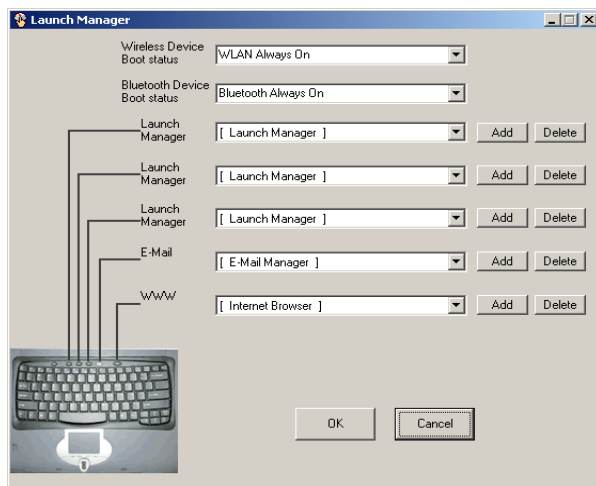 Launch Manager
Wireless Device
Boot status
WLAN Always On
Bluetooth Device
Boot status
Bluetooth Always On
Launch
Manager
[ Launch Manager ]
Add
Delete
Launch
Manager
[ Launch Manager ]
Add
Delete
Launch
Manager
[ Launch Manager ]
Add
Delete
E-Mail
[ E-Mail Manager ]
Add
Delete
WWW
[ Internet Browser ]
Add
Delete
OK
Cancel